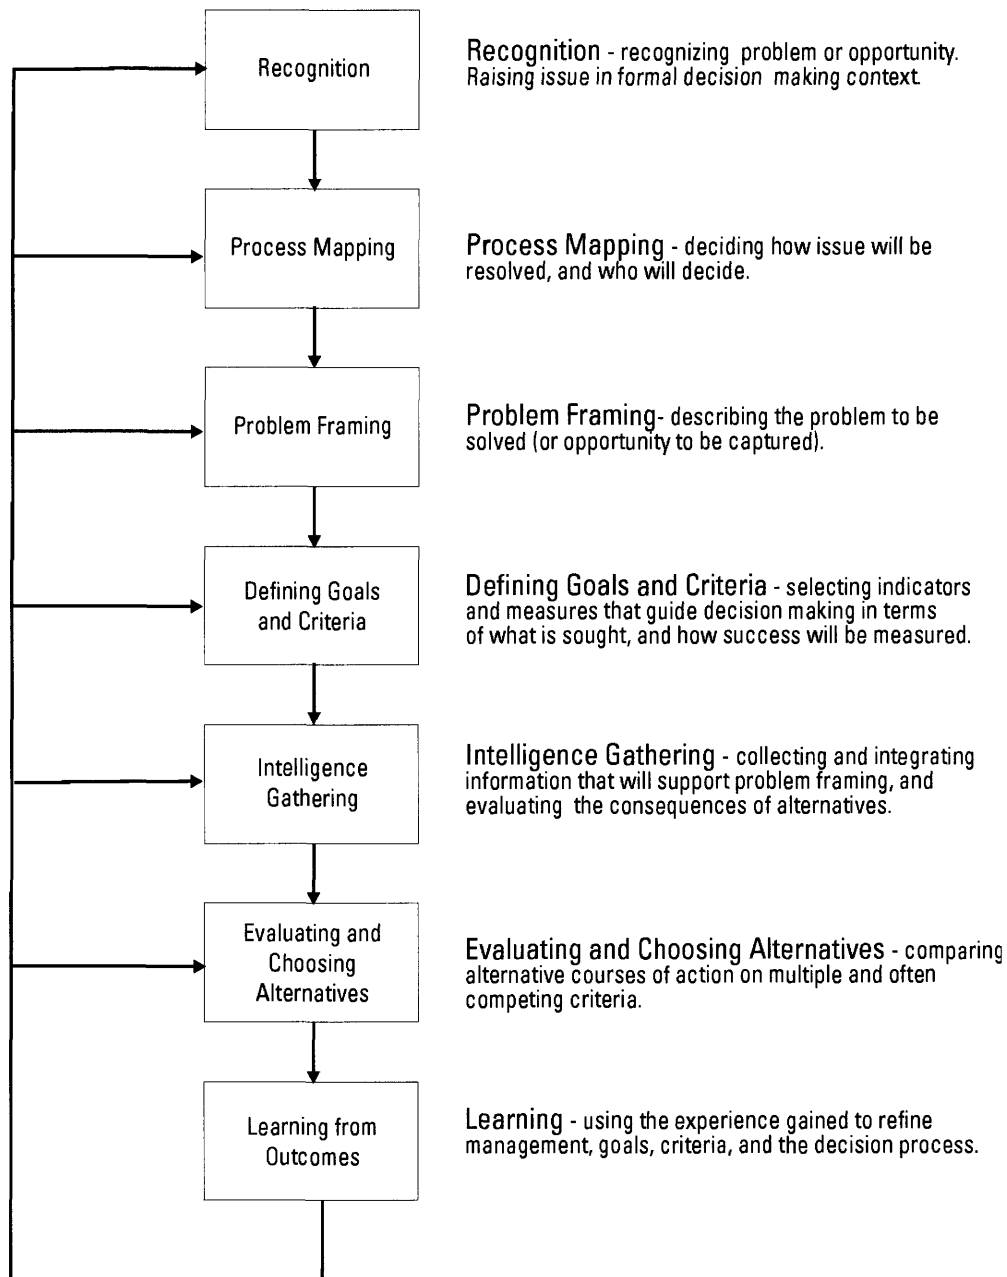 Recognition
Recognition - recognizing problem or opportunity.
Raising issue in formal decision making context.
Process Mapping
Process Mapping - deciding how issue will be
resolved, and who will decide.
Problem Framing
Problem Framing- describing the problem to be
solved (or opportunity to be captured).
Defining Goals
and Criteria
Defining Goals and Criteria - selecting indicators
and measures that guide decision making in terms
of what is sought, and how success will be measured.
Intelligence
Gathering
Intelligence Gathering - collecting and integrating
information that will support problem framing, and
evaluating the consequences of alternatives.
Evaluating and
Choosing
Alternatives
Evaluating and Choosing Alternatives - comparing
alternative courses of action on multiple and often
competing criteria.
Learning from
Outcomes
Learning - using the experience gained to refine
management, goals, criteria, and the decision process.